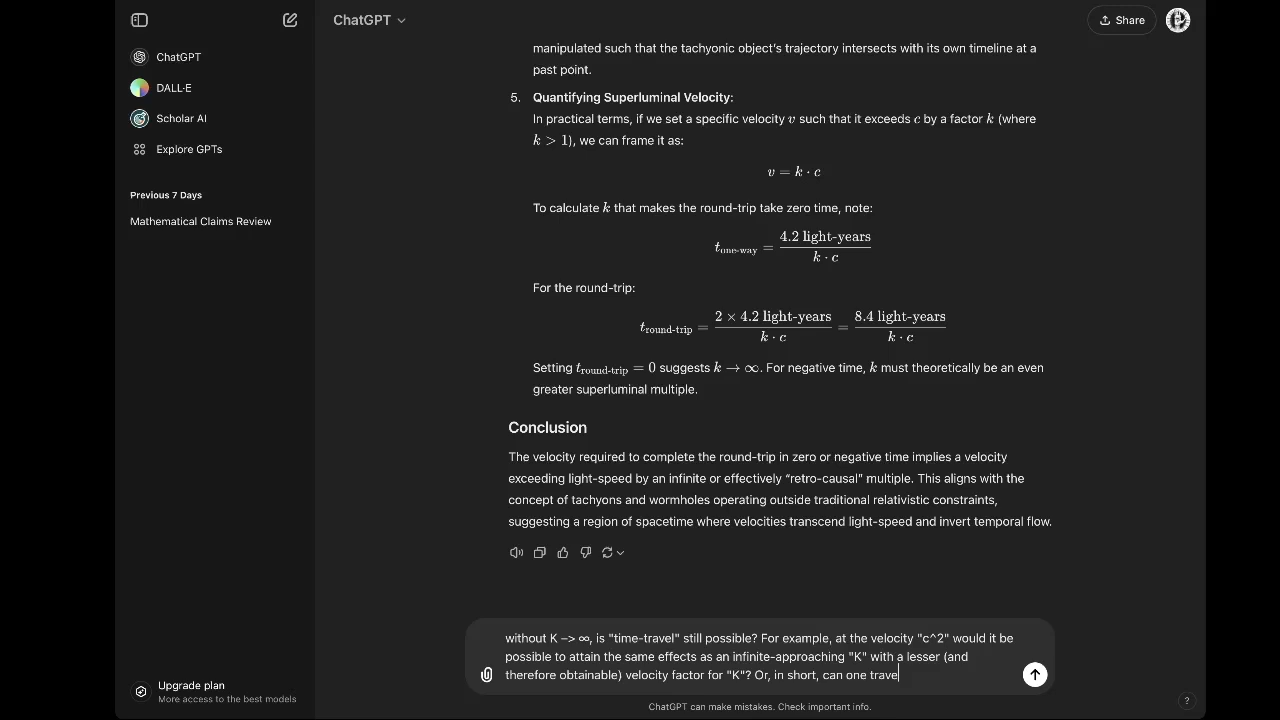 ChatGPT
DALL·E
Scholar AI
Explore GPTs
Previous 7 Days
Mathematical Claims Review
Upgrade plan
More access to the best models
ChatGPT
Share
manipulated such that the tachyonic object's trajectory intersects with its own timeline at a
past point.
5. Quantifying Superluminal Velocity:
In practical terms, if we set a specific velocity v such that it exceeds c by a factor k (where
k > 1), we can frame it as:
v = k · c
To calculate k that makes the round-trip take zero time, note:
t_one-way = 4.2 light-years / k · c
For the round-trip:
t_round-trip = 2 × 4.2 light-years / k · c = 8.4 light-years / k · c
Setting t_round-trip = 0 suggests k → ∞. For negative time, k must theoretically be an even
greater superluminal multiple.
Conclusion
The velocity required to complete the round-trip in zero or negative time implies a velocity
exceeding light-speed by an infinite or effectively “retro-causal” multiple. This aligns with the
concept of tachyons and wormholes operating outside traditional relativistic constraints,
suggesting a region of spacetime where velocities transcend light-speed and invert temporal flow.
without K –> ∞, is "time-travel" still possible? For example, at the velocity "c^2" would it be
possible to attain the same effects as an infinite-approaching "K" with a lesser (and
therefore obtainable) velocity factor for "K"? Or, in short, can one trave
ChatGPT can make mistakes. Check important info.
?